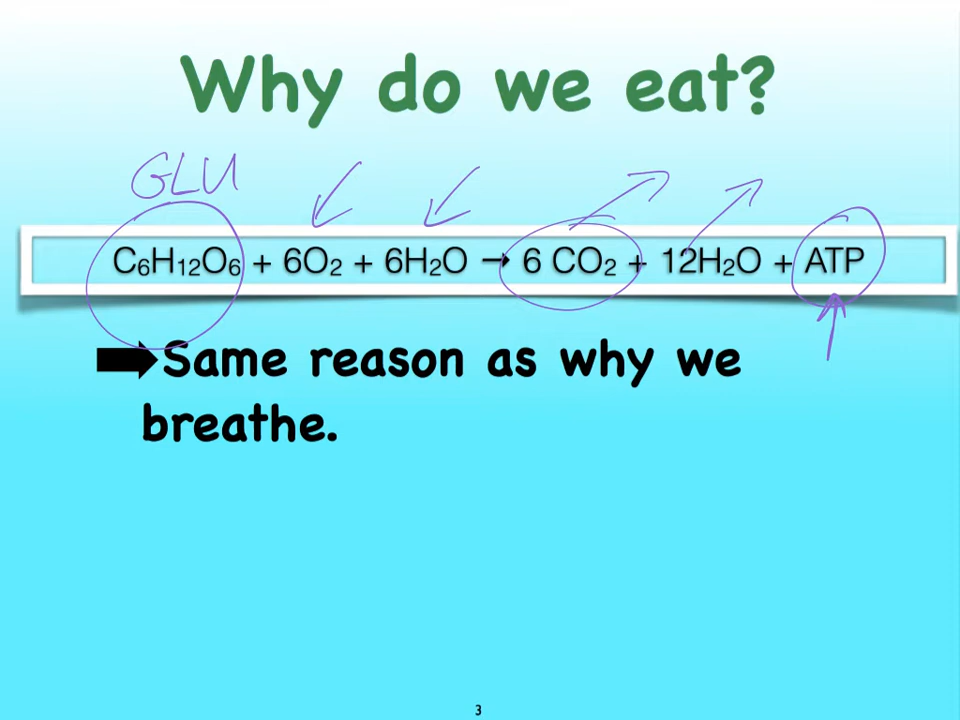 Why do we eat?
GLU
C₆H₁₂O₆ + 6O₂ + 6H₂O → 6 CO₂ + 12H₂O + ATP
Same reason as why we
breathe.
3